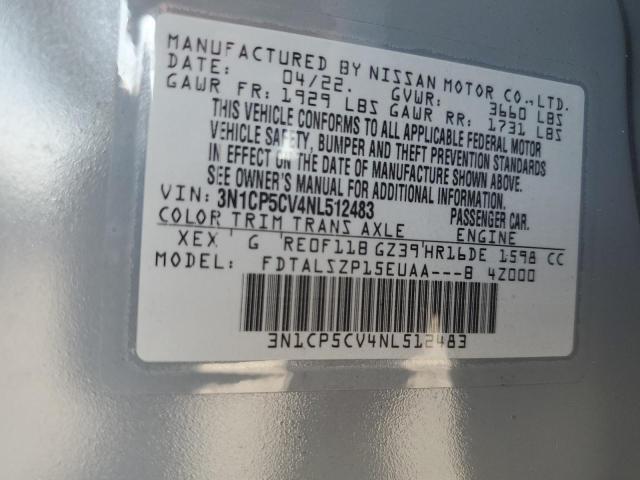 MANUFACTURED BY NISSAN MOTOR CO.,LTD.
DATE: 04/22. GVWR: 3660 LBS
GAWR FR: 1929 LBS GAWR RR: 1731 LBS
THIS VEHICLE CONFORMS TO ALL APPLICABLE FEDERAL MOTOR
VEHICLE SAFETY, BUMPER AND THEFT PREVENTION STANDARDS
IN EFFECT ON THE DATE OF MANUFACTURE SHOWN ABOVE.
SEE OWNER'S MANUAL FOR ADDITIONAL INFORMATION.
VIN: 3N1CP5CV4NL512483 PASSENGER CAR.
COLOR TRIM TRANS AXLE ENGINE
XEX G RE0F11B GZ39 HR16DE 1598 CC
FDTALSZP15EUAA---B 4Z000
3N1CP5CV4NL512483